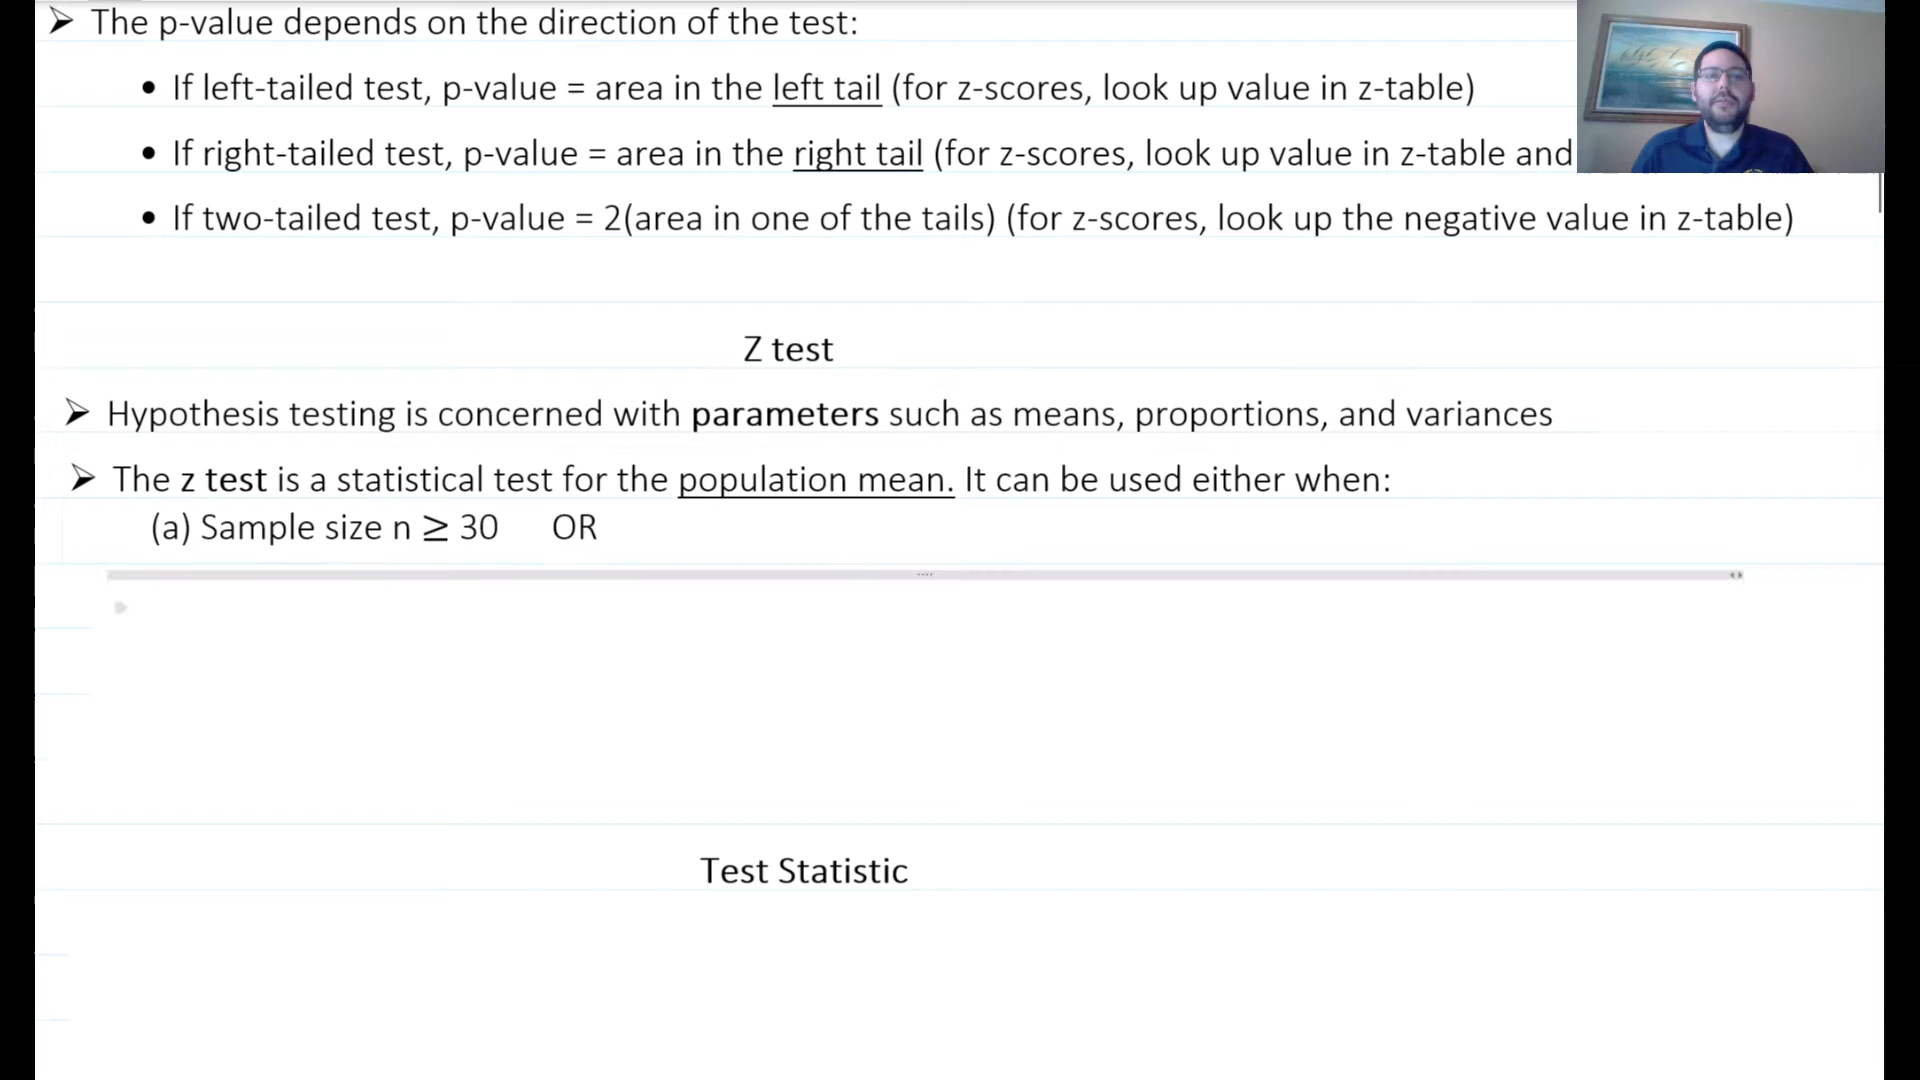 ➢ The p-value depends on the direction of the test:
• If left-tailed test, p-value = area in the left tail (for z-scores, look up value in z-table)
• If right-tailed test, p-value = area in the right tail (for z-scores, look up value in z-table and
• If two-tailed test, p-value = 2(area in one of the tails) (for z-scores, look up the negative value in z-table)
Z test
➢ Hypothesis testing is concerned with parameters such as means, proportions, and variances
➢ The z test is a statistical test for the population mean. It can be used either when:
(a) Sample size n ≥ 30 OR
Test Statistic